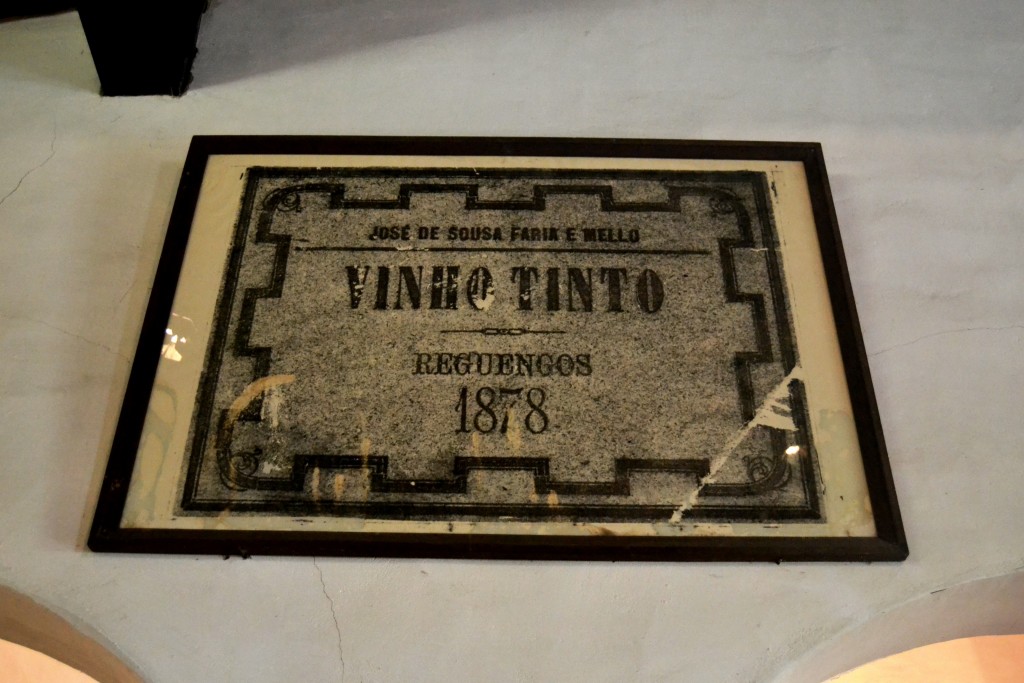 JOSÉ DE SOUSA FARIA E MELLO
VINHO TINTO
REGUENGOS
1878